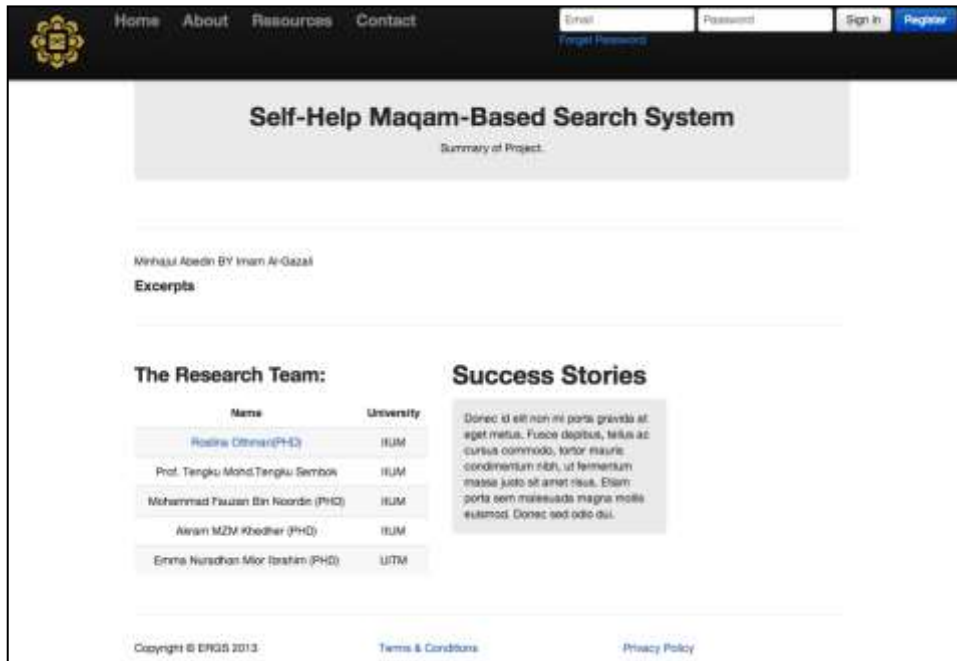 Home About Resources Contact Email Password Sign In Register
Forget Password
Self-Help Maqam-Based Search System
Summary of Project.
Minhajul Abedin BY Imam Al-Gazali
Excerpts
The Research Team:
Name University
Roslina Othman(PHD) IIUM
Prof. Tengku Mohd.Tengku Sembok IIUM
Mohammad Fauzan Bin Noordin (PHD) IIUM
Akram MZM Khedher (PHD) IIUM
Emma Nuradhan Mior Ibrahim (PHD) UITM
Success Stories
Donec id elit non mi porta gravida at
eget metus. Fusce dapibus, tellus ac
cursus commodo, tortor mauris
condimentum nibh, ut fermentum
massa justo sit amet risus. Etiam
porta sem malesuada magna mollis
euismod. Donec sed odio dui.
Copyright © ERGS 2013 Terms & Conditions Privacy Policy